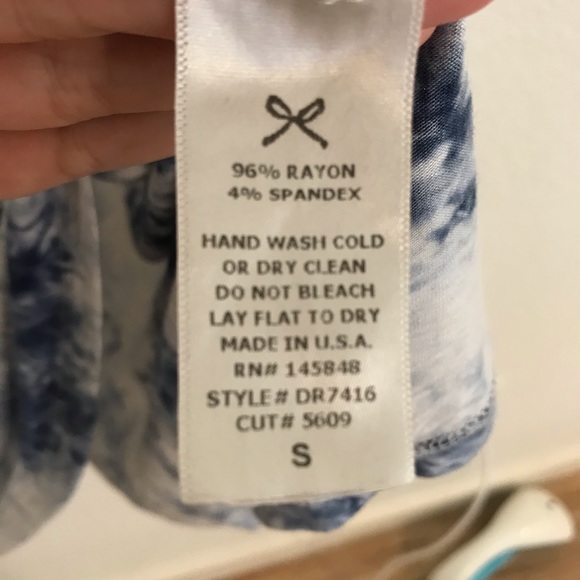 96% RAYON
4% SPANDEX
HAND WASH COLD
OR DRY CLEAN
DO NOT BLEACH
LAY FLAT TO DRY
MADE IN U.S.A.
RN# 145848
STYLE# DR7416
CUT# 5609
S